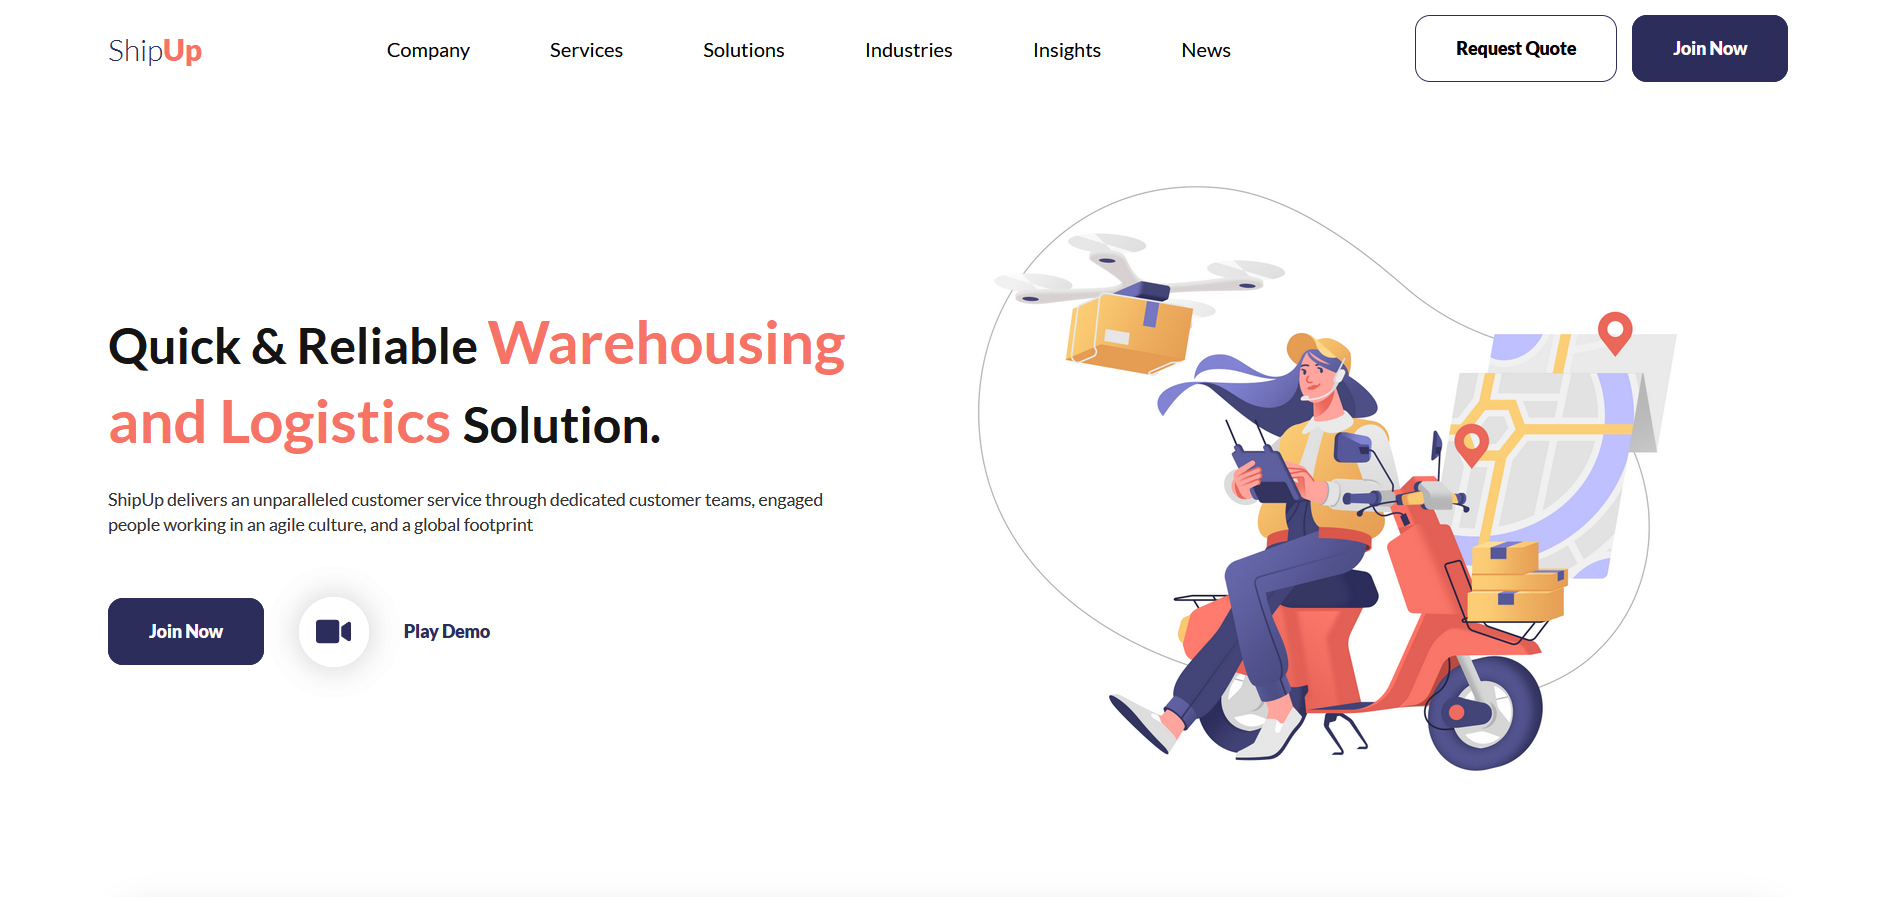 ShipUp
Company Services Solutions Industries Insights News
Request Quote Join Now
Quick & Reliable Warehousing
and Logistics Solution.
ShipUp delivers an unparalleled customer service through dedicated customer teams, engaged
people working in an agile culture, and a global footprint
Join Now Play Demo